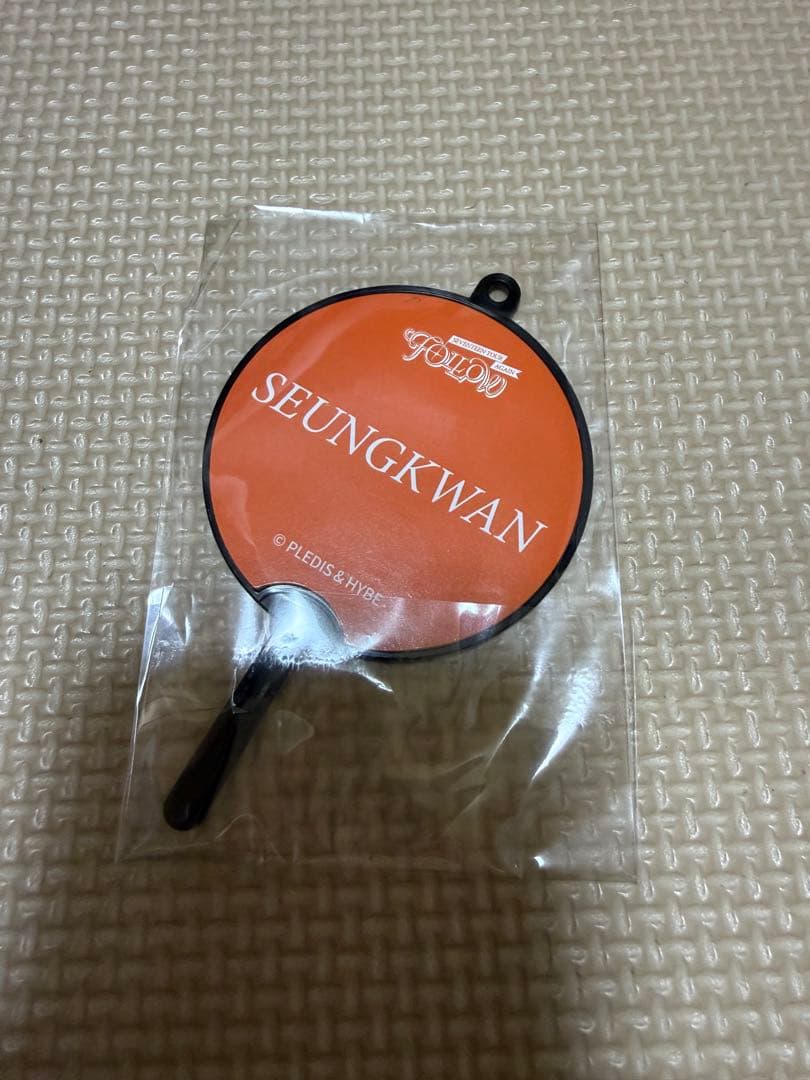 SEVENTEEN TOUR
FOLLOW
AGAIN
SEUNGKWAN
© PLEDIS & HYBE